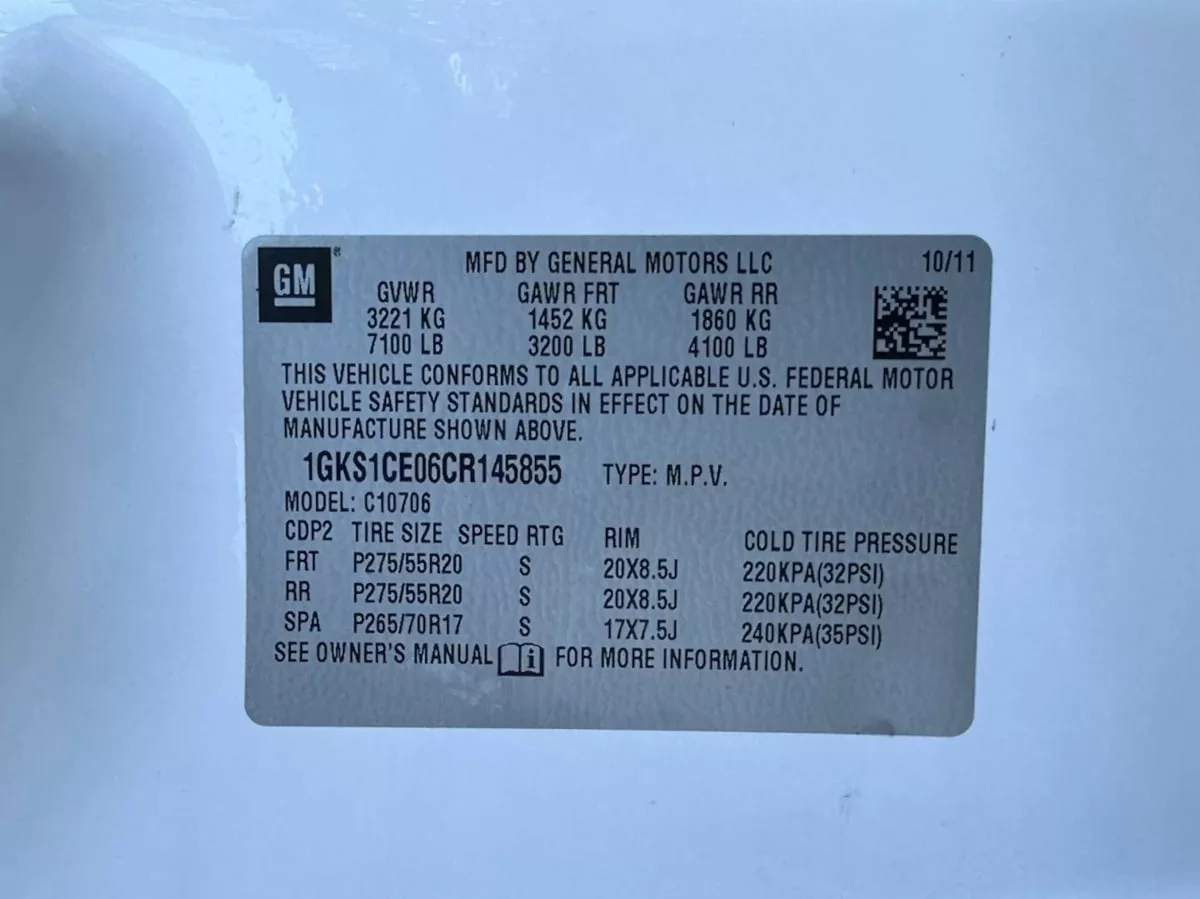 GM ®
MFD BY GENERAL MOTORS LLC 10/11
GVWR GAWR FRT GAWR RR
3221 KG 1452 KG 1860 KG
7100 LB 3200 LB 4100 LB
THIS VEHICLE CONFORMS TO ALL APPLICABLE U.S. FEDERAL MOTOR
VEHICLE SAFETY STANDARDS IN EFFECT ON THE DATE OF
MANUFACTURE SHOWN ABOVE.
1GKS1CE06CR145855 TYPE: M.P.V.
MODEL: C10706
CDP2 TIRE SIZE SPEED RTG RIM COLD TIRE PRESSURE
FRT P275/55R20 S 20X8.5J 220KPA(32PSI)
RR P275/55R20 S 20X8.5J 220KPA(32PSI)
SPA P265/70R17 S 17X7.5J 240KPA(35PSI)
SEE OWNER'S MANUAL i FOR MORE INFORMATION.